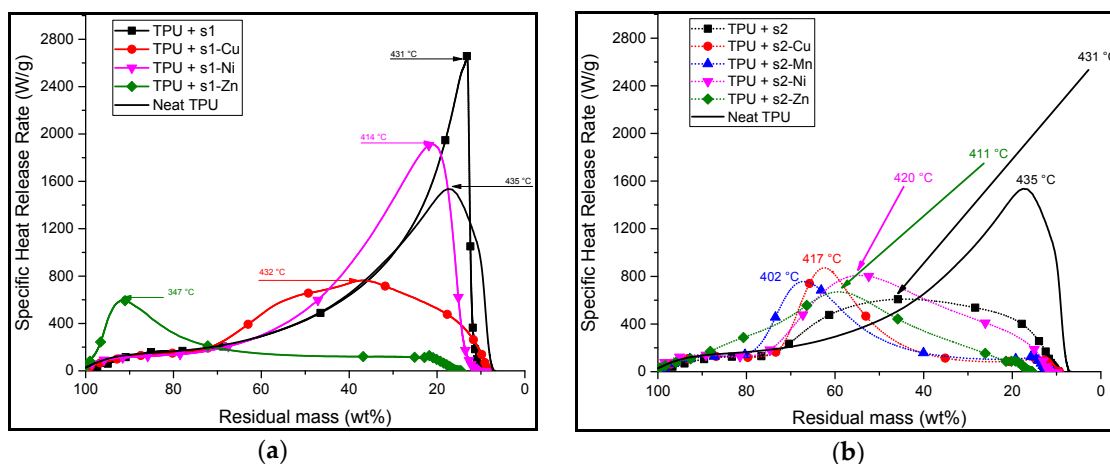 TPU + s1
TPU + s1-Cu
TPU + s1-Ni
TPU + s1-Zn
Neat TPU
431 °C
414 °C
435 °C
432 °C
347 °C
2800
2400
2000
1600
1200
800
400
0
Specific Heat Release Rate (W/g)
100
80
60
40
20
0
Residual mass (wt%)
(a)
TPU + s2
TPU + s2-Cu
TPU + s2-Mn
TPU + s2-Ni
TPU + s2-Zn
Neat TPU
431 °C
411 °C
420 °C
435 °C
417 °C
402 °C
2800
2400
2000
1600
1200
800
400
0
Specific Heat Release Rate (W/g)
100
80
60
40
20
0
Residual mass (wt%)
(b)